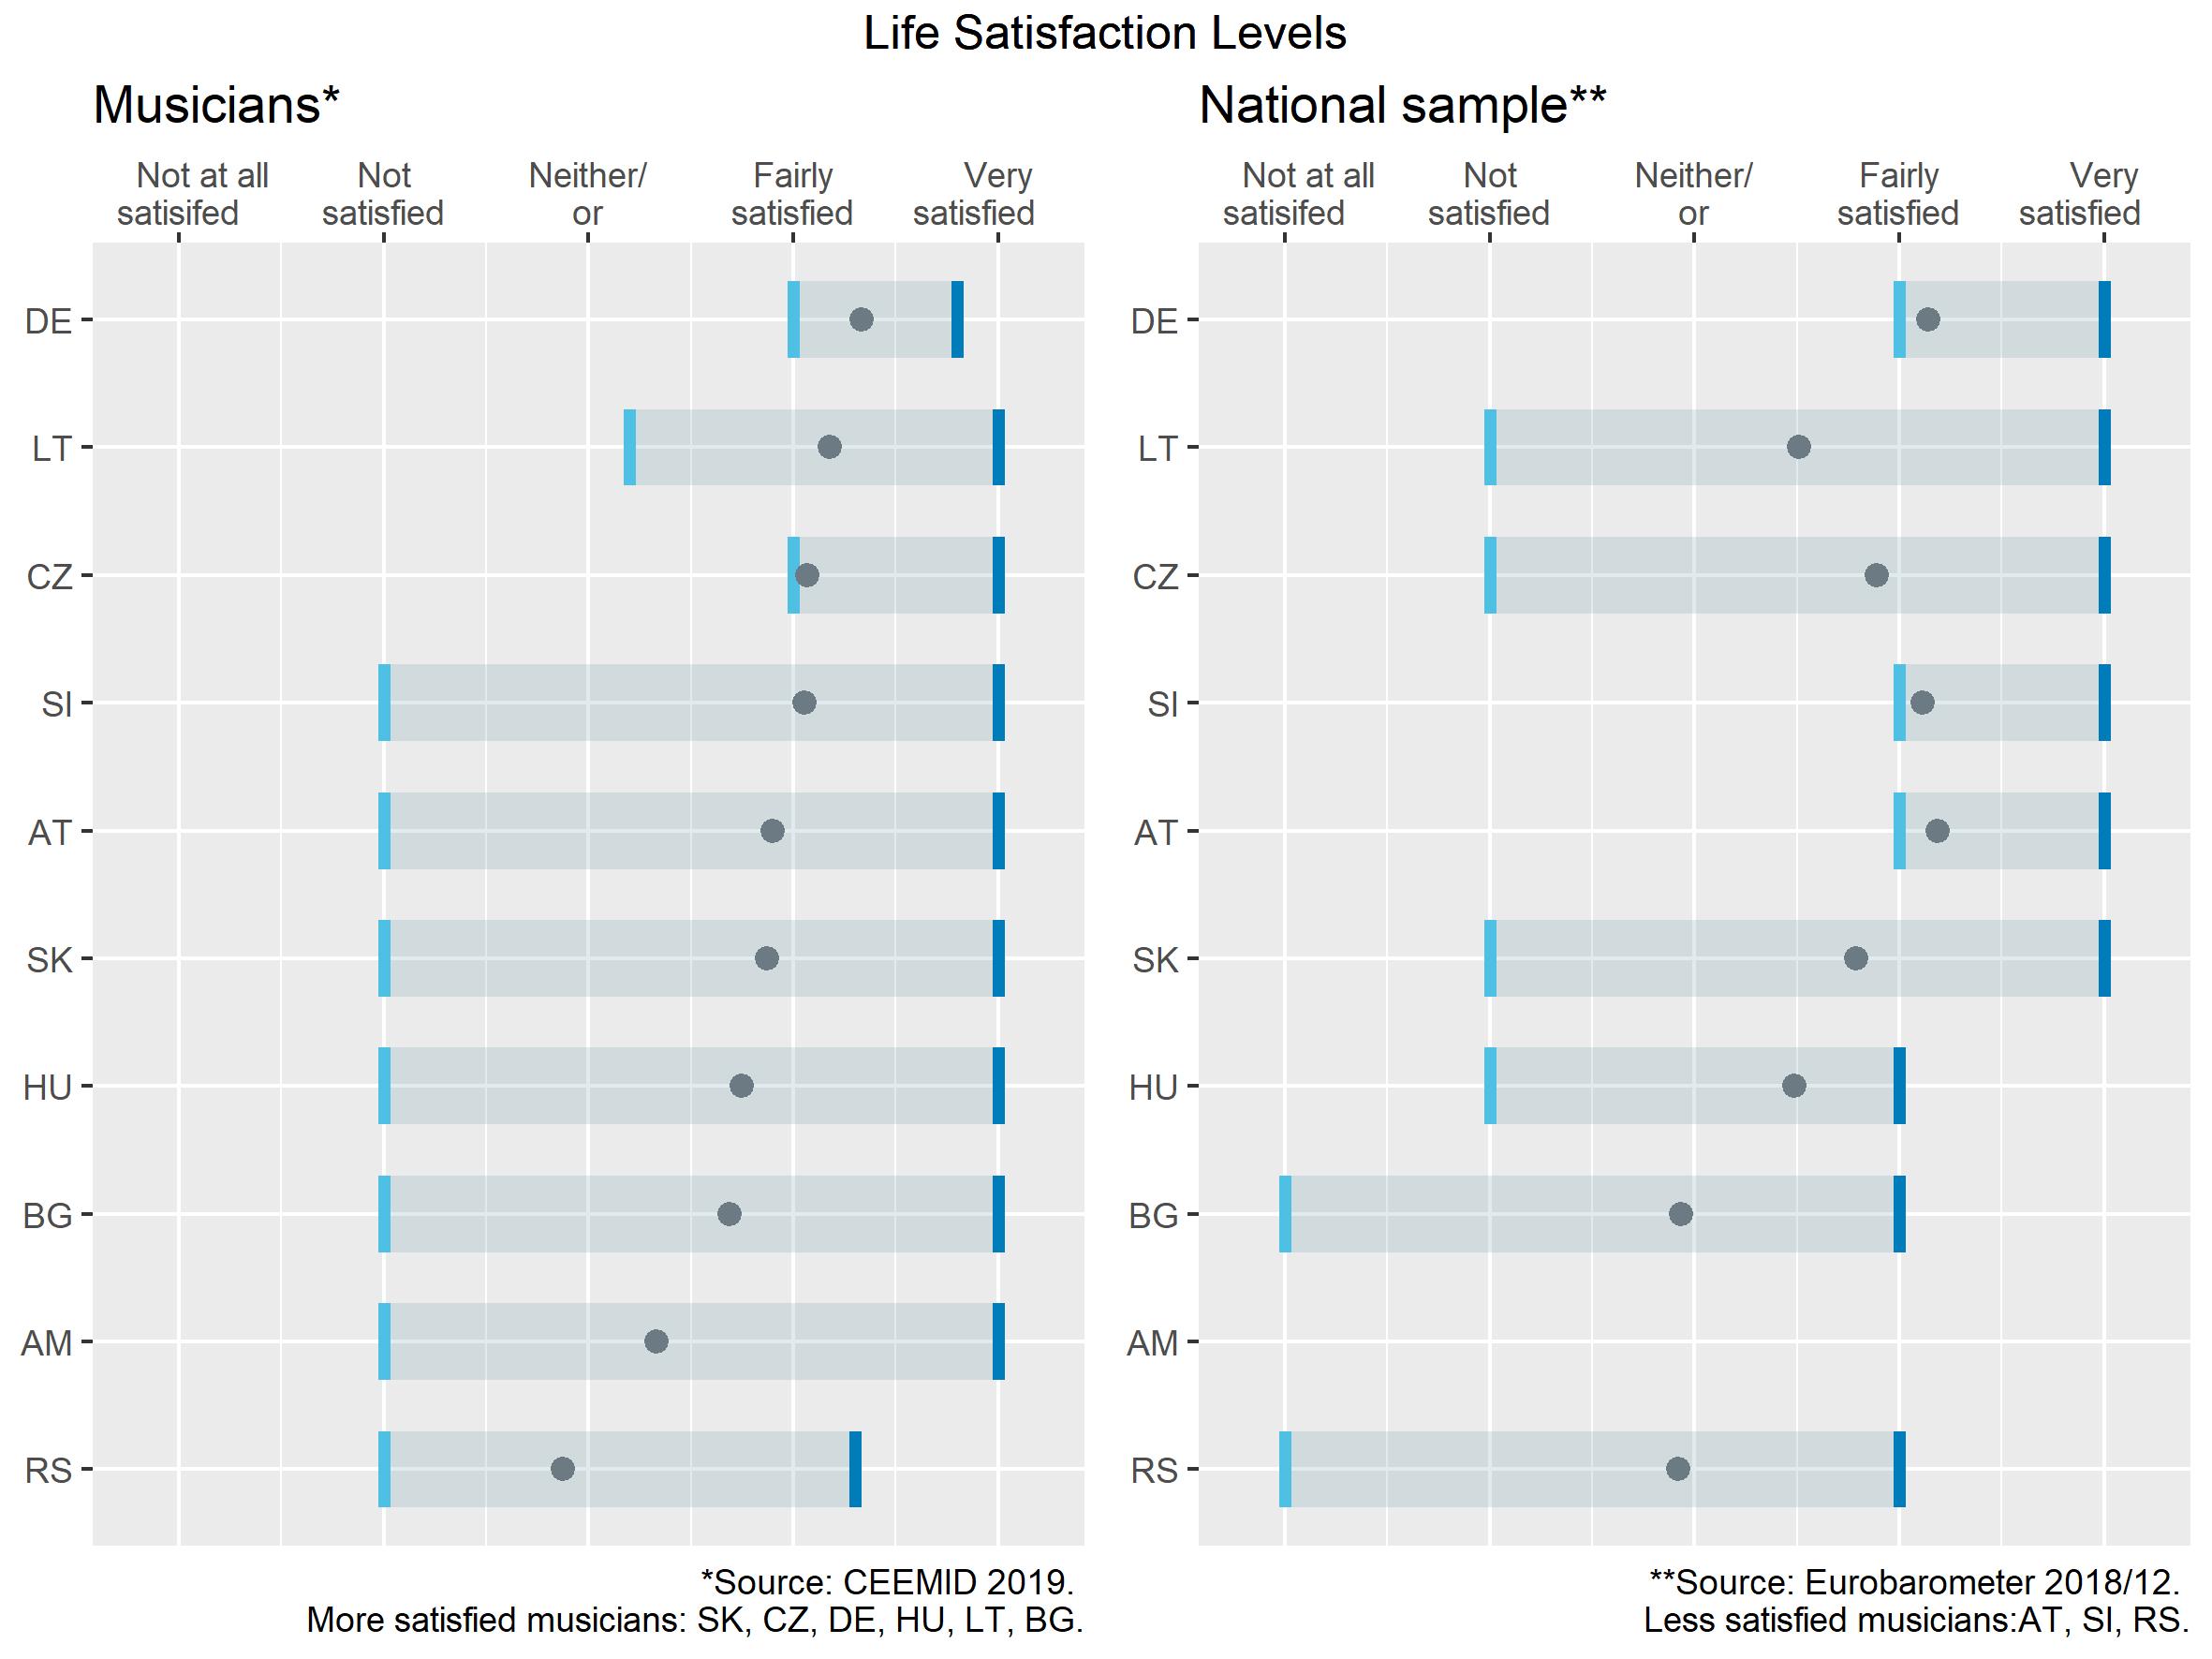 Life Satisfaction Levels
Musicians*
Not at all satisifed
Not satisfied
Neither/ or
Fairly satisfied
Very satisfied
DE
LT
CZ
SI
AT
SK
HU
BG
AM
RS
*Source: CEEMID 2019.
More satisfied musicians: SK, CZ, DE, HU, LT, BG.
National sample**
Not at all satisifed
Not satisfied
Neither/ or
Fairly satisfied
Very satisfied
DE
LT
CZ
SI
AT
SK
HU
BG
AM
RS
**Source: Eurobarometer 2018/12.
Less satisfied musicians:AT, SI, RS.